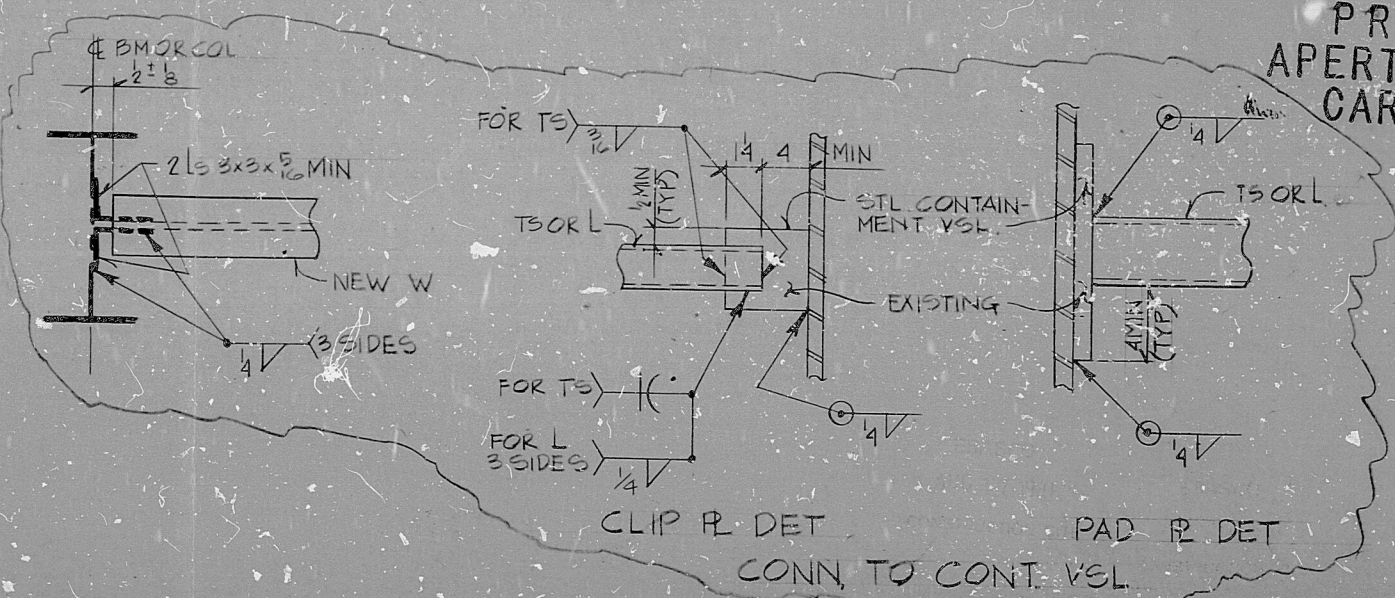 PR
APERT
CAR
℄ BM OR COL
1/2 ± 1/8
2 Ls 3x3x 5/16 MIN
NEW W
1/4
3 SIDES
FOR TS
3/16
1/2 MIN
(TYP)
1 1/4
4
MIN
TS OR L
STL. CONTAIN-
MENT VSL.
EXISTING
FOR TS
FOR L
3 SIDES
1/4
1/4
CLIP PL DET
1/4
TS OR L
4 MIN
(TYP)
1/4
PAD PL DET
CONN. TO CONT. VSL